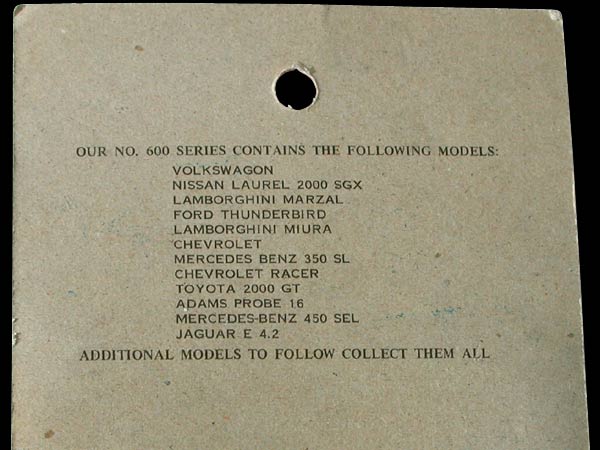 OUR NO. 600 SERIES CONTAINS THE FOLLOWING MODELS:
VOLKSWAGON
NISSAN LAUREL 2000 SGX
LAMBORGHINI MARZAL
FORD THUNDERBIRD
LAMBORGHINI MIURA
CHEVROLET
MERCEDES BENZ 350 SL
CHEVROLET RACER
TOYOTA 2000 GT
ADAMS PROBE 16
MERCEDES-BENZ 450 SEL
JAGUAR E 4.2
ADDITIONAL MODELS TO FOLLOW COLLECT THEM ALL